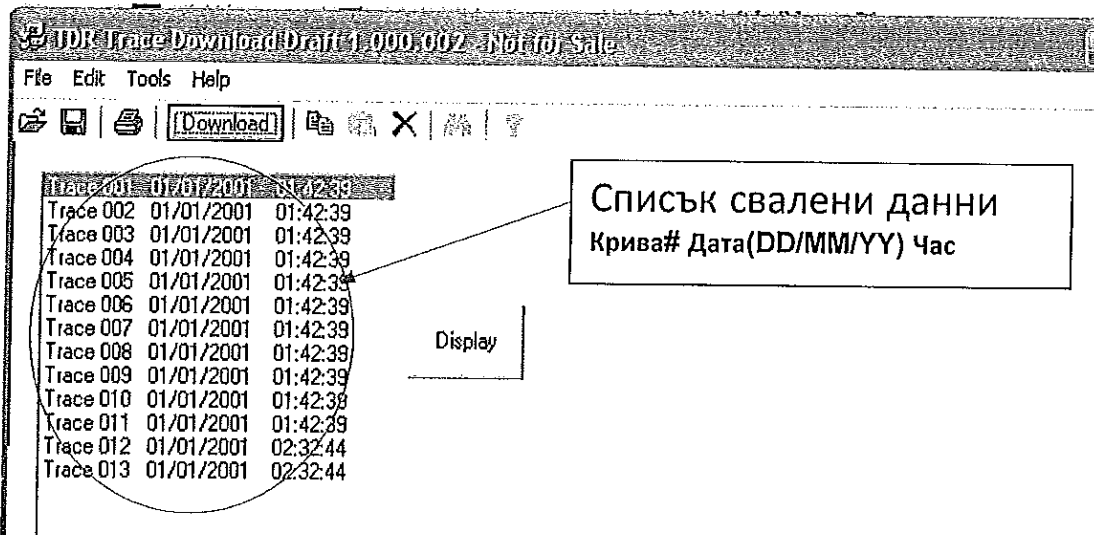 TDR Trace Download Draft 1.000.002 - Not for Sale
File Edit Tools Help
[Download]
Trace 001 01/01/2001 01:42:39
Trace 002 01/01/2001 01:42:39
Trace 003 01/01/2001 01:42:39
Trace 004 01/01/2001 01:42:39
Trace 005 01/01/2001 01:42:39
Trace 006 01/01/2001 01:42:39
Trace 007 01/01/2001 01:42:39
Trace 008 01/01/2001 01:42:39
Trace 009 01/01/2001 01:42:39
Trace 010 01/01/2001 01:42:39
Trace 011 01/01/2001 01:42:39
Trace 012 01/01/2001 02:32:44
Trace 013 01/01/2001 02:32:44
Списък свалени данни
Крива# Дата(DD/MM/YY) Час
Display